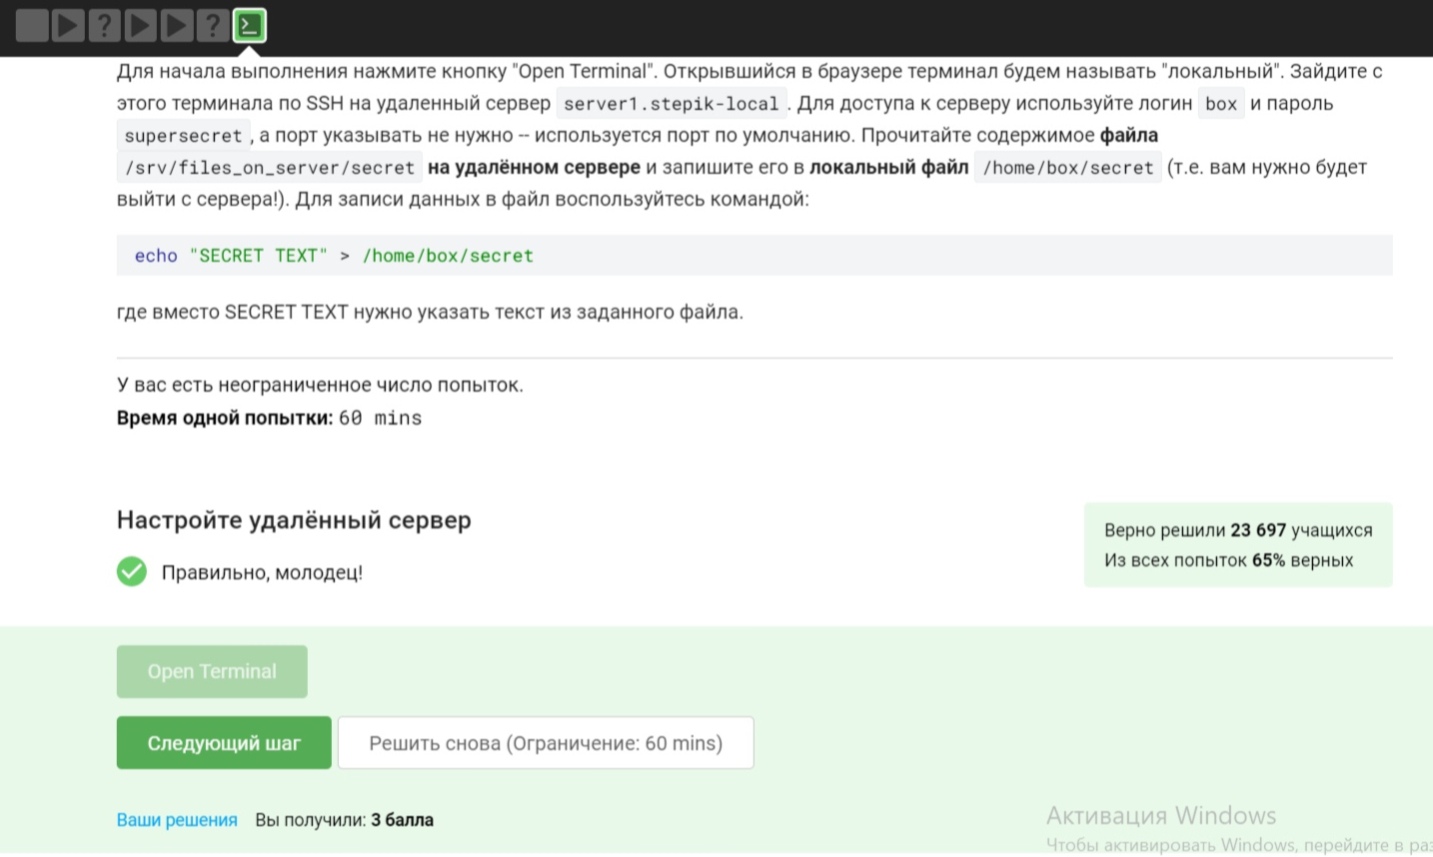 Для начала выполнения нажмите кнопку "Open Terminal". Открывшийся в браузере терминал будем называть "локальный". Зайдите с
этого терминала по SSH на удаленный сервер server1.stepik-local . Для доступа к серверу используйте логин box и пароль
supersecret , а порт указывать не нужно -- используется порт по умолчанию. Прочитайте содержимое файла
/srv/files_on_server/secret на удалённом сервере и запишите его в локальный файл /home/box/secret (т.е. вам нужно будет
выйти с сервера!). Для записи данных в файл воспользуйтесь командой:
echo "SECRET TEXT" > /home/box/secret
где вместо SECRET TEXT нужно указать текст из заданного файла.
У вас есть неограниченное число попыток.
Время одной попытки: 60 mins
Настройте удалённый сервер
Верно решили 23 697 учащихся
Из всех попыток 65% верных
Правильно, молодец!
Open Terminal
Следующий шаг
Решить снова (Ограничение: 60 mins)
Ваши решения Вы получили: 3 балла
Активация Windows
Чтобы активировать Windows, перейдите в